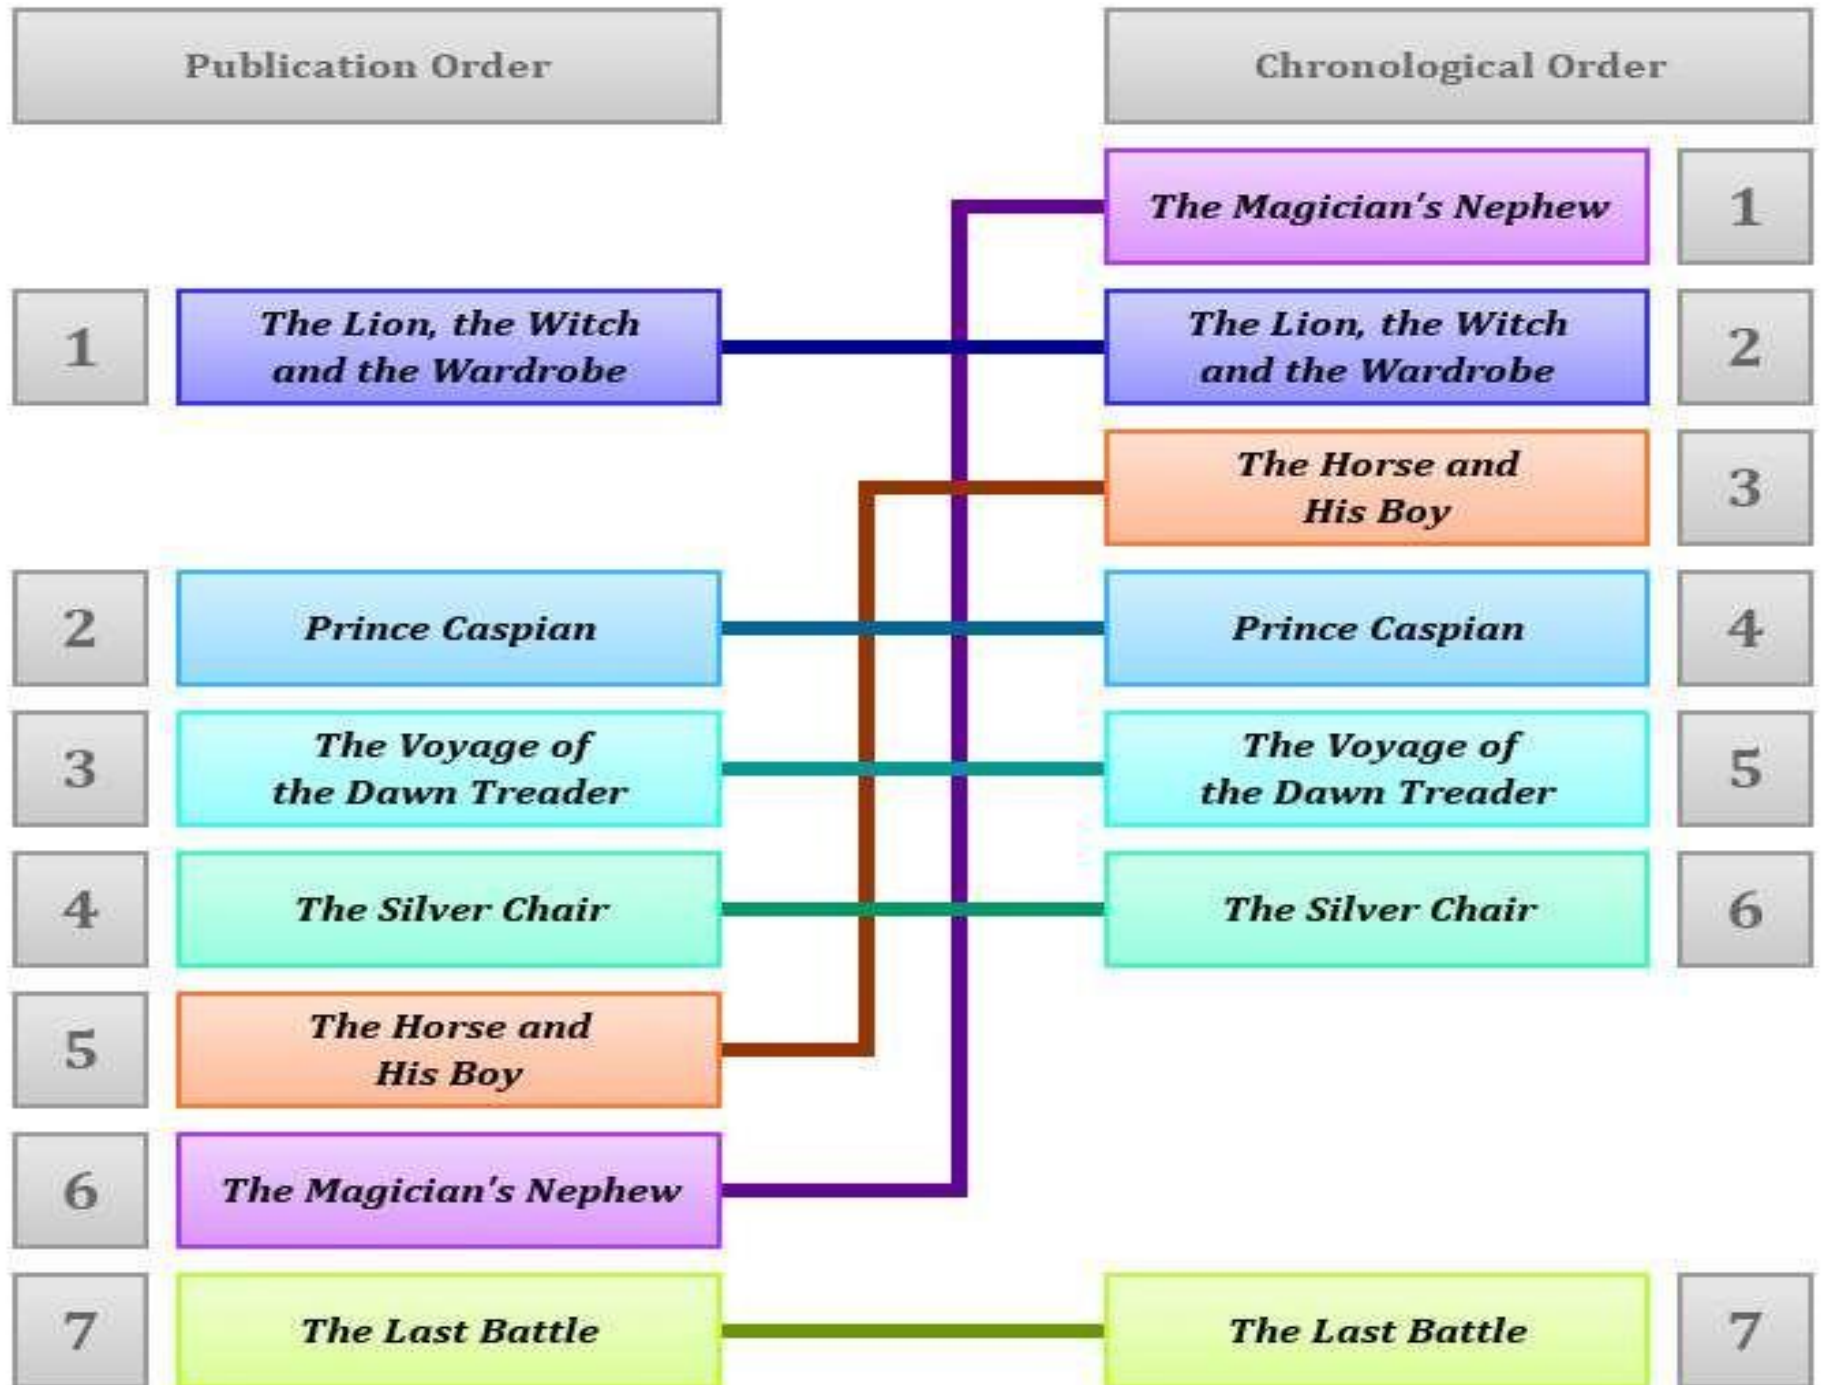 Publication Order
Chronological Order
The Magician's Nephew
1
1
The Lion, the Witch
and the Wardrobe
The Lion, the Witch
and the Wardrobe
2
The Horse and
His Boy
3
2
Prince Caspian
Prince Caspian
4
3
The Voyage of
the Dawn Treader
The Voyage of
the Dawn Treader
5
4
The Silver Chair
The Silver Chair
6
5
The Horse and
His Boy
6
The Magician's Nephew
7
The Last Battle
The Last Battle
7